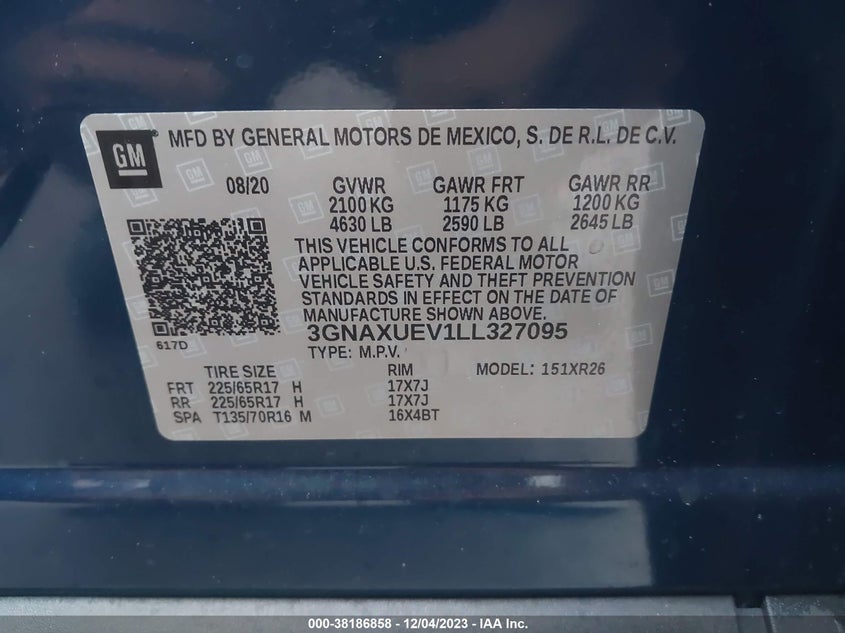 GM
MFD BY GENERAL MOTORS DE MEXICO, S. DE R.L. DE C.V.
08/20 GVWR GAWR FRT GAWR RR
2100 KG 1175 KG 1200 KG
4630 LB 2590 LB 2645 LB
THIS VEHICLE CONFORMS TO ALL
APPLICABLE U.S. FEDERAL MOTOR
VEHICLE SAFETY AND THEFT PREVENTION
STANDARDS IN EFFECT ON THE DATE OF
MANUFACTURE SHOWN ABOVE.
617D
3GNAXUEV1LL327095
TYPE: M.P.V.
TIRE SIZE RIM MODEL: 151XR26
FRT 225/65R17 H 17X7J
RR 225/65R17 H 17X7J
SPA T135/70R16 M 16X4BT
000-38186858 - 12/04/2023 - IAA Inc.